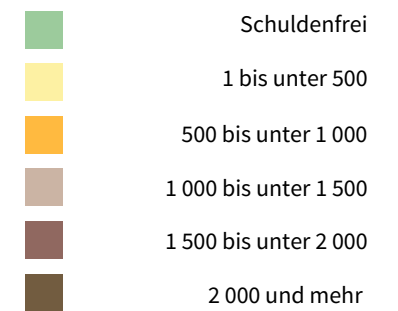 Schuldenfrei
1 bis unter 500
500 bis unter 1 000
1 000 bis unter 1 500
1 500 bis unter 2 000
2 000 und mehr